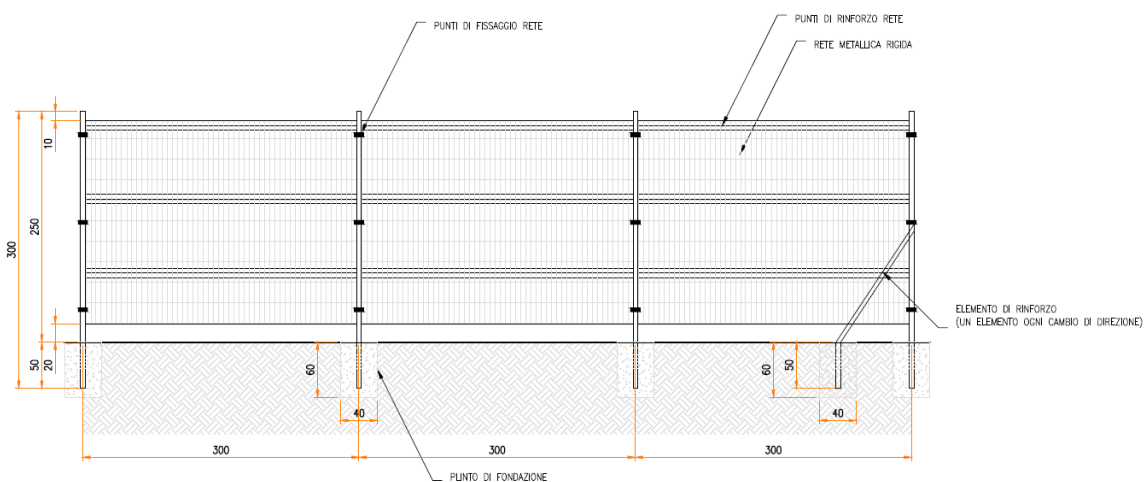 PUNTI DI FISSAGGIO RETE
PUNTI DI RINFORZO RETE
RETE METALLICA RIGIDA
10
250
300
20
50
60
40
60
50
40
ELEMENTO DI RINFORZO
(UN ELEMENTO OGNI CAMBIO DI DIREZIONE)
300
300
300
PLINTO DI FONDAZIONE